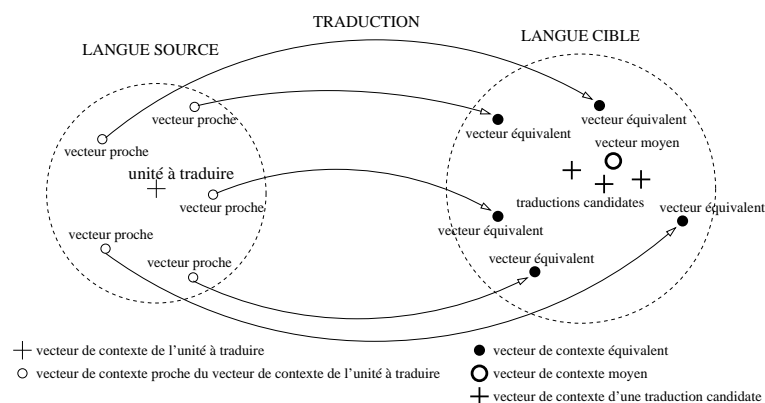 TRADUCTION
LANGUE SOURCE
LANGUE CIBLE
vecteur proche
vecteur équivalent
vecteur équivalent
vecteur proche
vecteur moyen
unité à traduire
vecteur proche
traductions candidates
vecteur équivalent
vecteur proche
vecteur équivalent
vecteur proche
vecteur équivalent
vecteur de contexte de l'unité à traduire
vecteur de contexte proche du vecteur de contexte de l'unité à traduire
vecteur de contexte équivalent
vecteur de contexte moyen
vecteur de contexte d'une traduction candidate